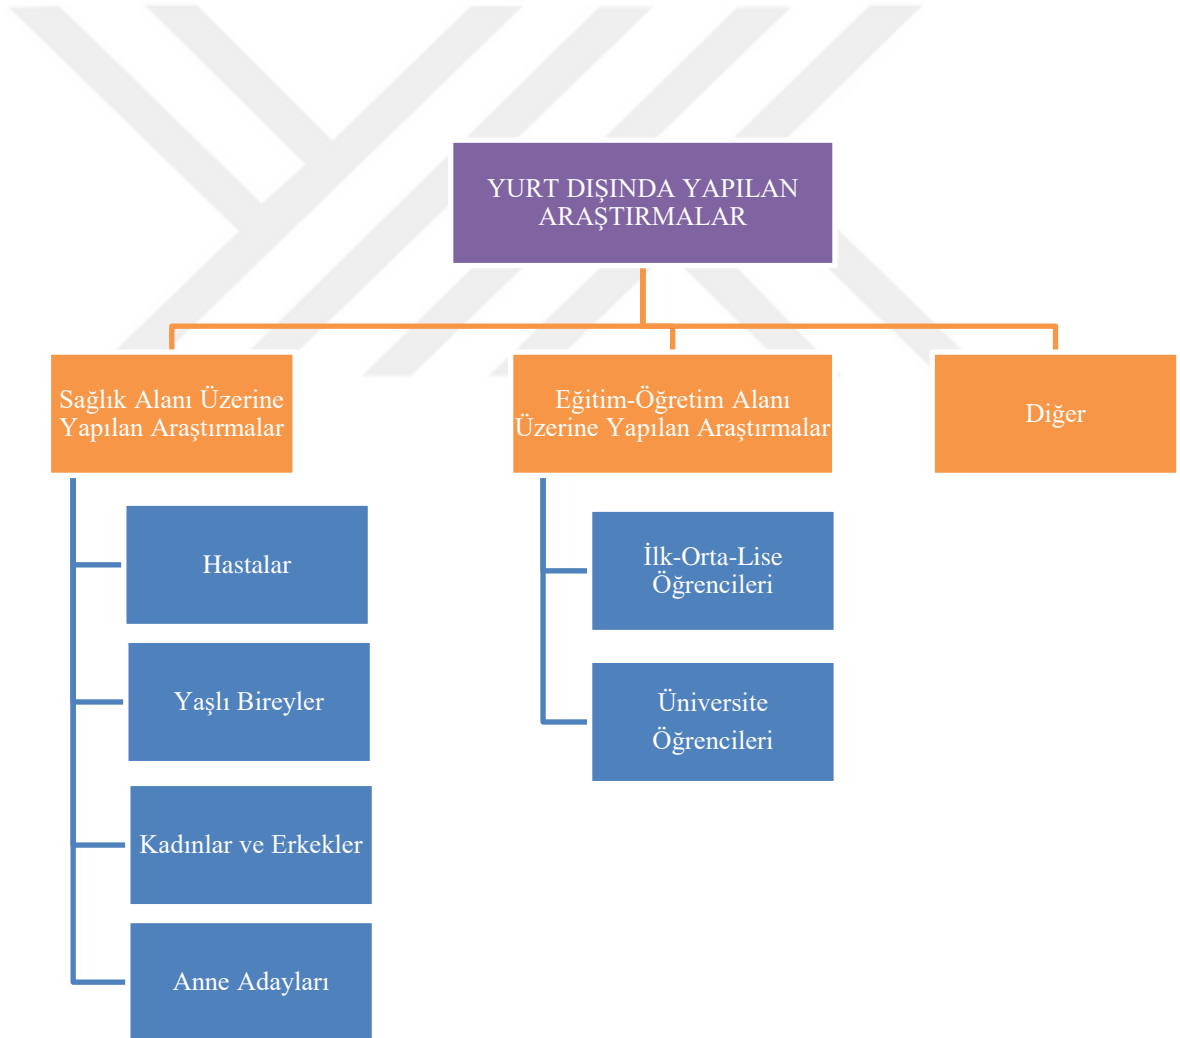 YURT DIŞINDA YAPILAN
ARAŞTIRMALAR
Sağlık Alanı Üzerine
Yapılan Araştırmalar
Hastalar
Yaşlı Bireyler
Kadınlar ve Erkekler
Anne Adayları
Eğitim-Öğretim Alanı
Üzerine Yapılan Araştırmalar
İlk-Orta-Lise
Öğrencileri
Üniversite
Öğrencileri
Diğer